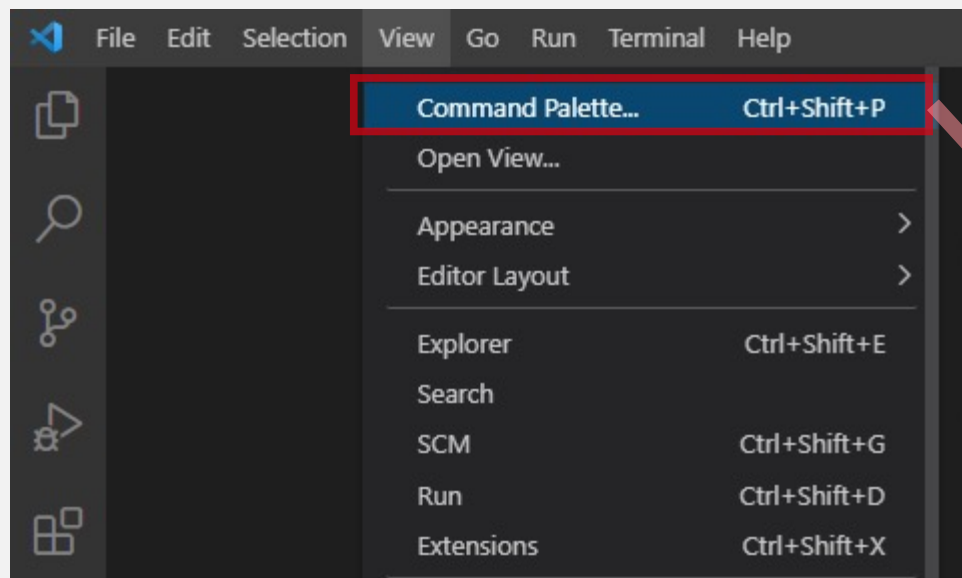 File Edit Selection View Go Run Terminal Help
Command Palette... Ctrl+Shift+P
Open View...
Appearance
Editor Layout
Explorer Ctrl+Shift+E
Search
SCM Ctrl+Shift+G
Run Ctrl+Shift+D
Extensions Ctrl+Shift+X